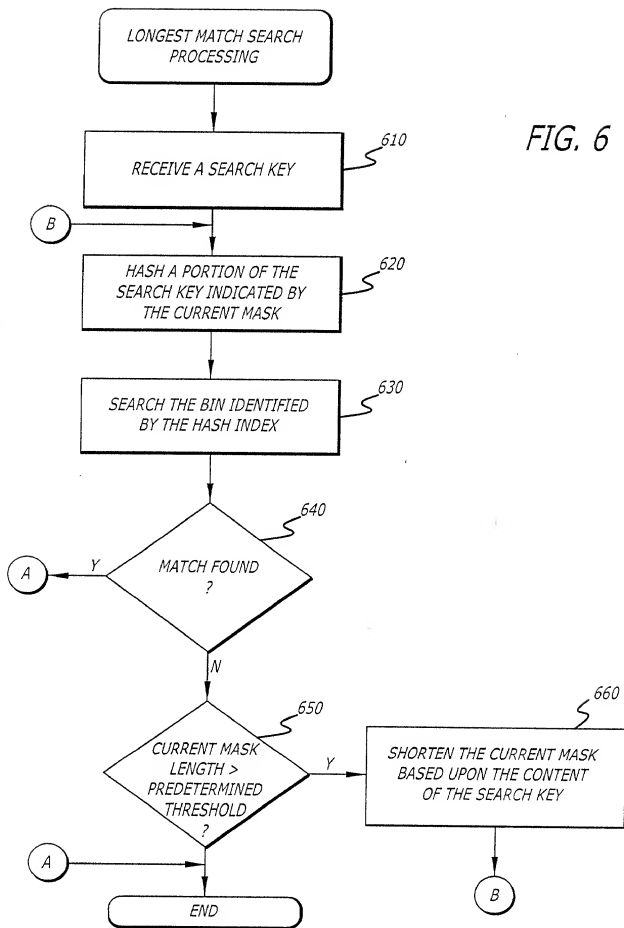 LONGEST MATCH SEARCH
PROCESSING
FIG. 6
610
RECEIVE A SEARCH KEY
B
620
HASH A PORTION OF THE
SEARCH KEY INDICATED BY
THE CURRENT MASK
630
SEARCH THE BIN IDENTIFIED
BY THE HASH INDEX
640
MATCH FOUND
?
Y
A
N
650
CURRENT MASK
LENGTH >
PREDETERMINED
THRESHOLD
?
Y
660
SHORTEN THE CURRENT MASK
BASED UPON THE CONTENT
OF THE SEARCH KEY
A
B
END